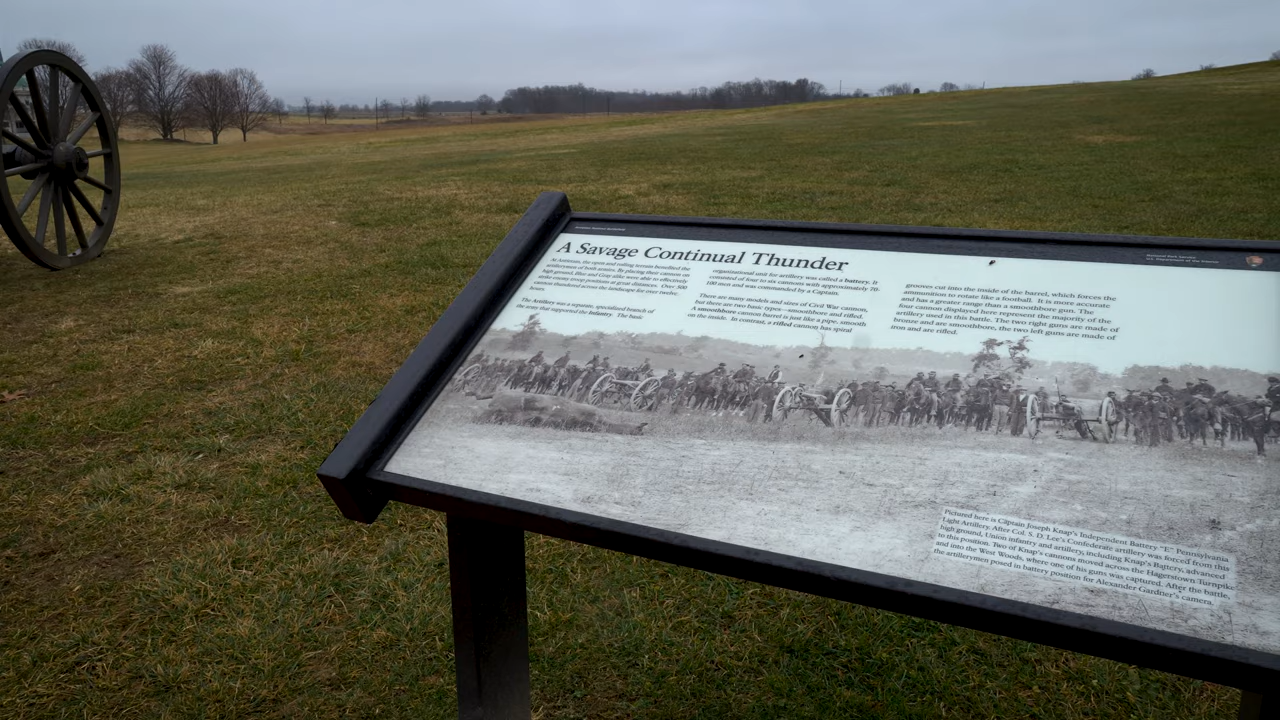 Antietam National Battlefield
National Park Service
U.S. Department of the Interior
A Savage Continual Thunder
At Antietam, the open and rolling terrain benefited the
artillerymen of both armies. By placing their cannon on
high ground, Blue and Gray alike were able to effectively
strike enemy troop positions at great distances. Over 500
cannon thundered across the landscape for over twelve
hours.
The Artillery was a separate, specialized branch of
the army that supported the Infantry. The basic
organizational unit for artillery was called a battery. It
consisted of four to six cannons with approximately 70-
100 men and was commanded by a Captain.
There are many models and sizes of Civil War cannon,
but there are two basic types—smoothbore and rifled.
A smoothbore cannon barrel is just like a pipe, smooth
on the inside. In contrast, a rifled cannon has spiral
grooves cut into the inside of the barrel, which forces the
ammunition to rotate like a football. It is more accurate
and has a greater range than a smoothbore gun. The
four cannon displayed here represent the majority of the
artillery used in this battle. The two right guns are made of
bronze and are smoothbore, the two left guns are made of
iron and are rifled.
Pictured here is Captain Joseph Knap's Independent Battery "E" Pennsylvania
Light Artillery. After Col. S. D. Lee's Confederate artillery was forced from this
high ground, Union infantry and artillery, including Knap's Battery, advanced
to this position. Two of Knap's cannons moved across the Hagerstown Turnpike
and into the West Woods, where one of his guns was captured. After the battle,
the artillerymen posed in battery position for Alexander Gardner's camera.